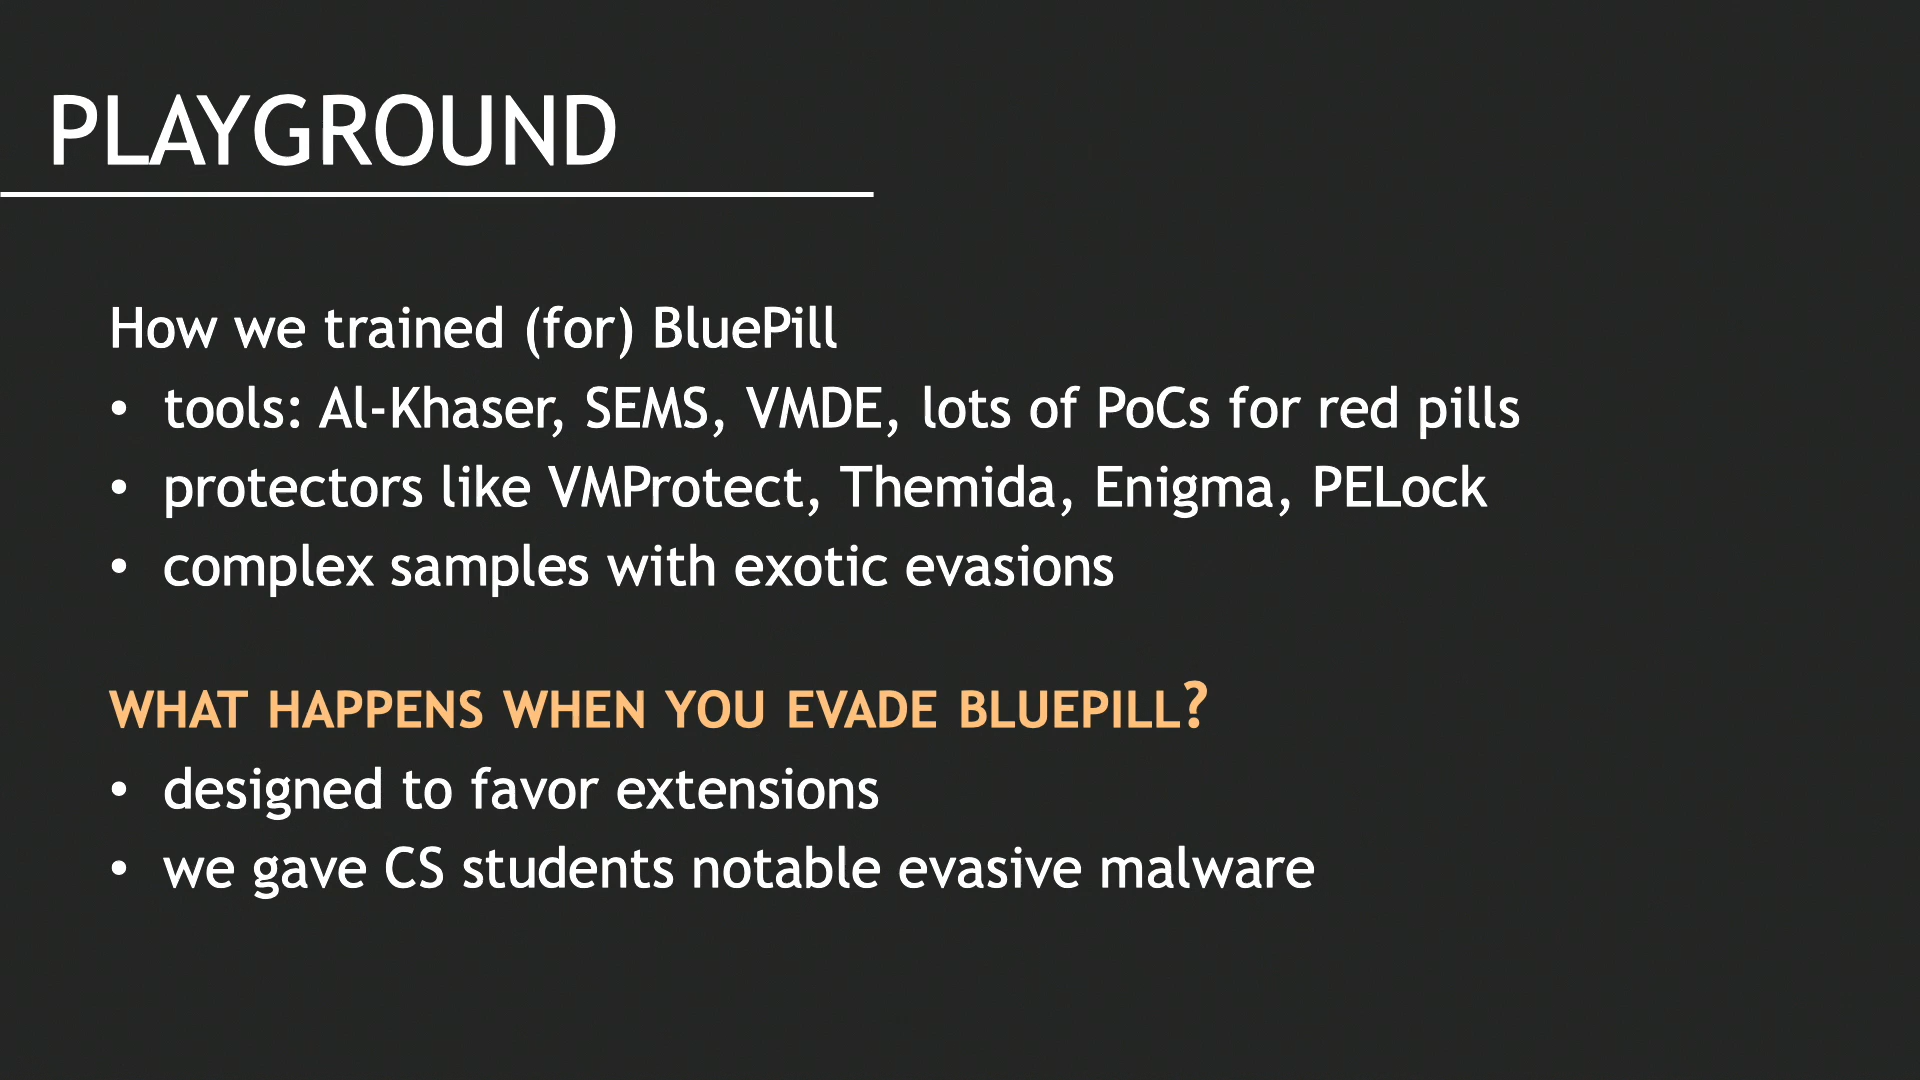 PLAYGROUND
How we trained (for) BluePill
• tools: Al-Khaser, SEMS, VMDE, lots of PoCs for red pills
• protectors like VMProtect, Themida, Enigma, PELock
• complex samples with exotic evasions
WHAT HAPPENS WHEN YOU EVADE BLUEPILL?
• designed to favor extensions
• we gave CS students notable evasive malware